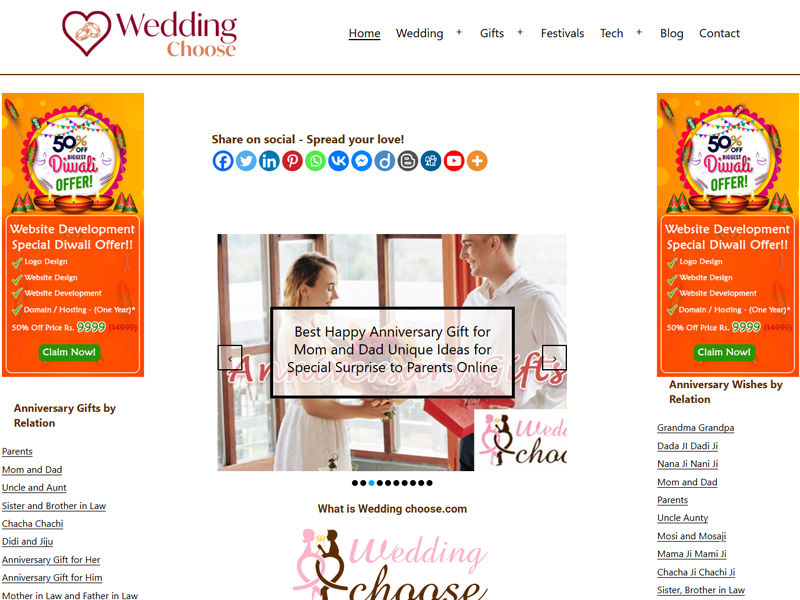 Wedding
Choose
Home Wedding + Gifts + Festivals Tech + Blog Contact
50% OFF
BIGGEST
Diwali
OFFER!
Website Development
Special Diwali Offer!!
Logo Design
Website Design
Website Development
Domain / Hosting - (One Year)*
50% Off Price Rs. 9999 (14999)
Claim Now!
Anniversary Gifts by
Relation
Parents
Mom and Dad
Uncle and Aunt
Sister and Brother in Law
Chacha Chachi
Didi and Jiju
Anniversary Gift for Her
Anniversary Gift for Him
Mother in Law and Father in Law
Share on social - Spread your love!
Best Happy Anniversary Gift for
Mom and Dad Unique Ideas for
Special Surprise to Parents Online
Anniversary Gifts
Wedd
choo
What is Wedding choose.com
Wedding
choose
50% OFF
BIGGEST
Diwali
OFFER!
Website Development
Special Diwali Offer!!
Logo Design
Website Design
Website Development
Domain / Hosting - (One Year)*
50% Off Price Rs. 9999 (14999)
Claim Now!
Anniversary Wishes by
Relation
Grandma Grandpa
Dada JI Dadi Ji
Nana Ji Nani Ji
Mom and Dad
Parents
Uncle Aunty
Mosi and Mosaji
Mama Ji Mami Ji
Chacha Ji Chachi Ji
Sister, Brother in Law